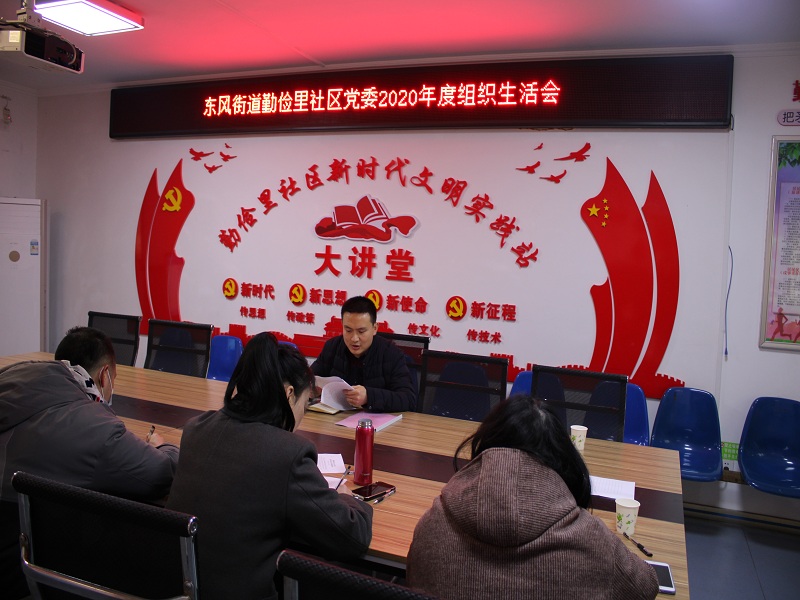 东风街道勤俭里社区党委2020年度组织生活会
勤俭里社区新时代文明实践站
大讲堂
新时代 新思想 新使命 新征程
传思想 传政策 传文化 传技术
把